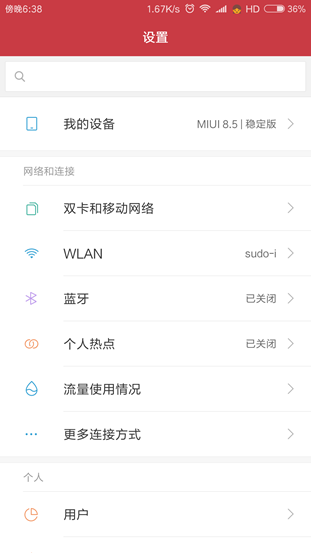 傍晚6:38 1.67K/s HD 36%
设置
我的设备 MIUI 8.5 | 稳定版
网络和连接
双卡和移动网络
WLAN sudo-i
蓝牙 已关闭
个人热点 已关闭
流量使用情况
更多连接方式
个人
用户